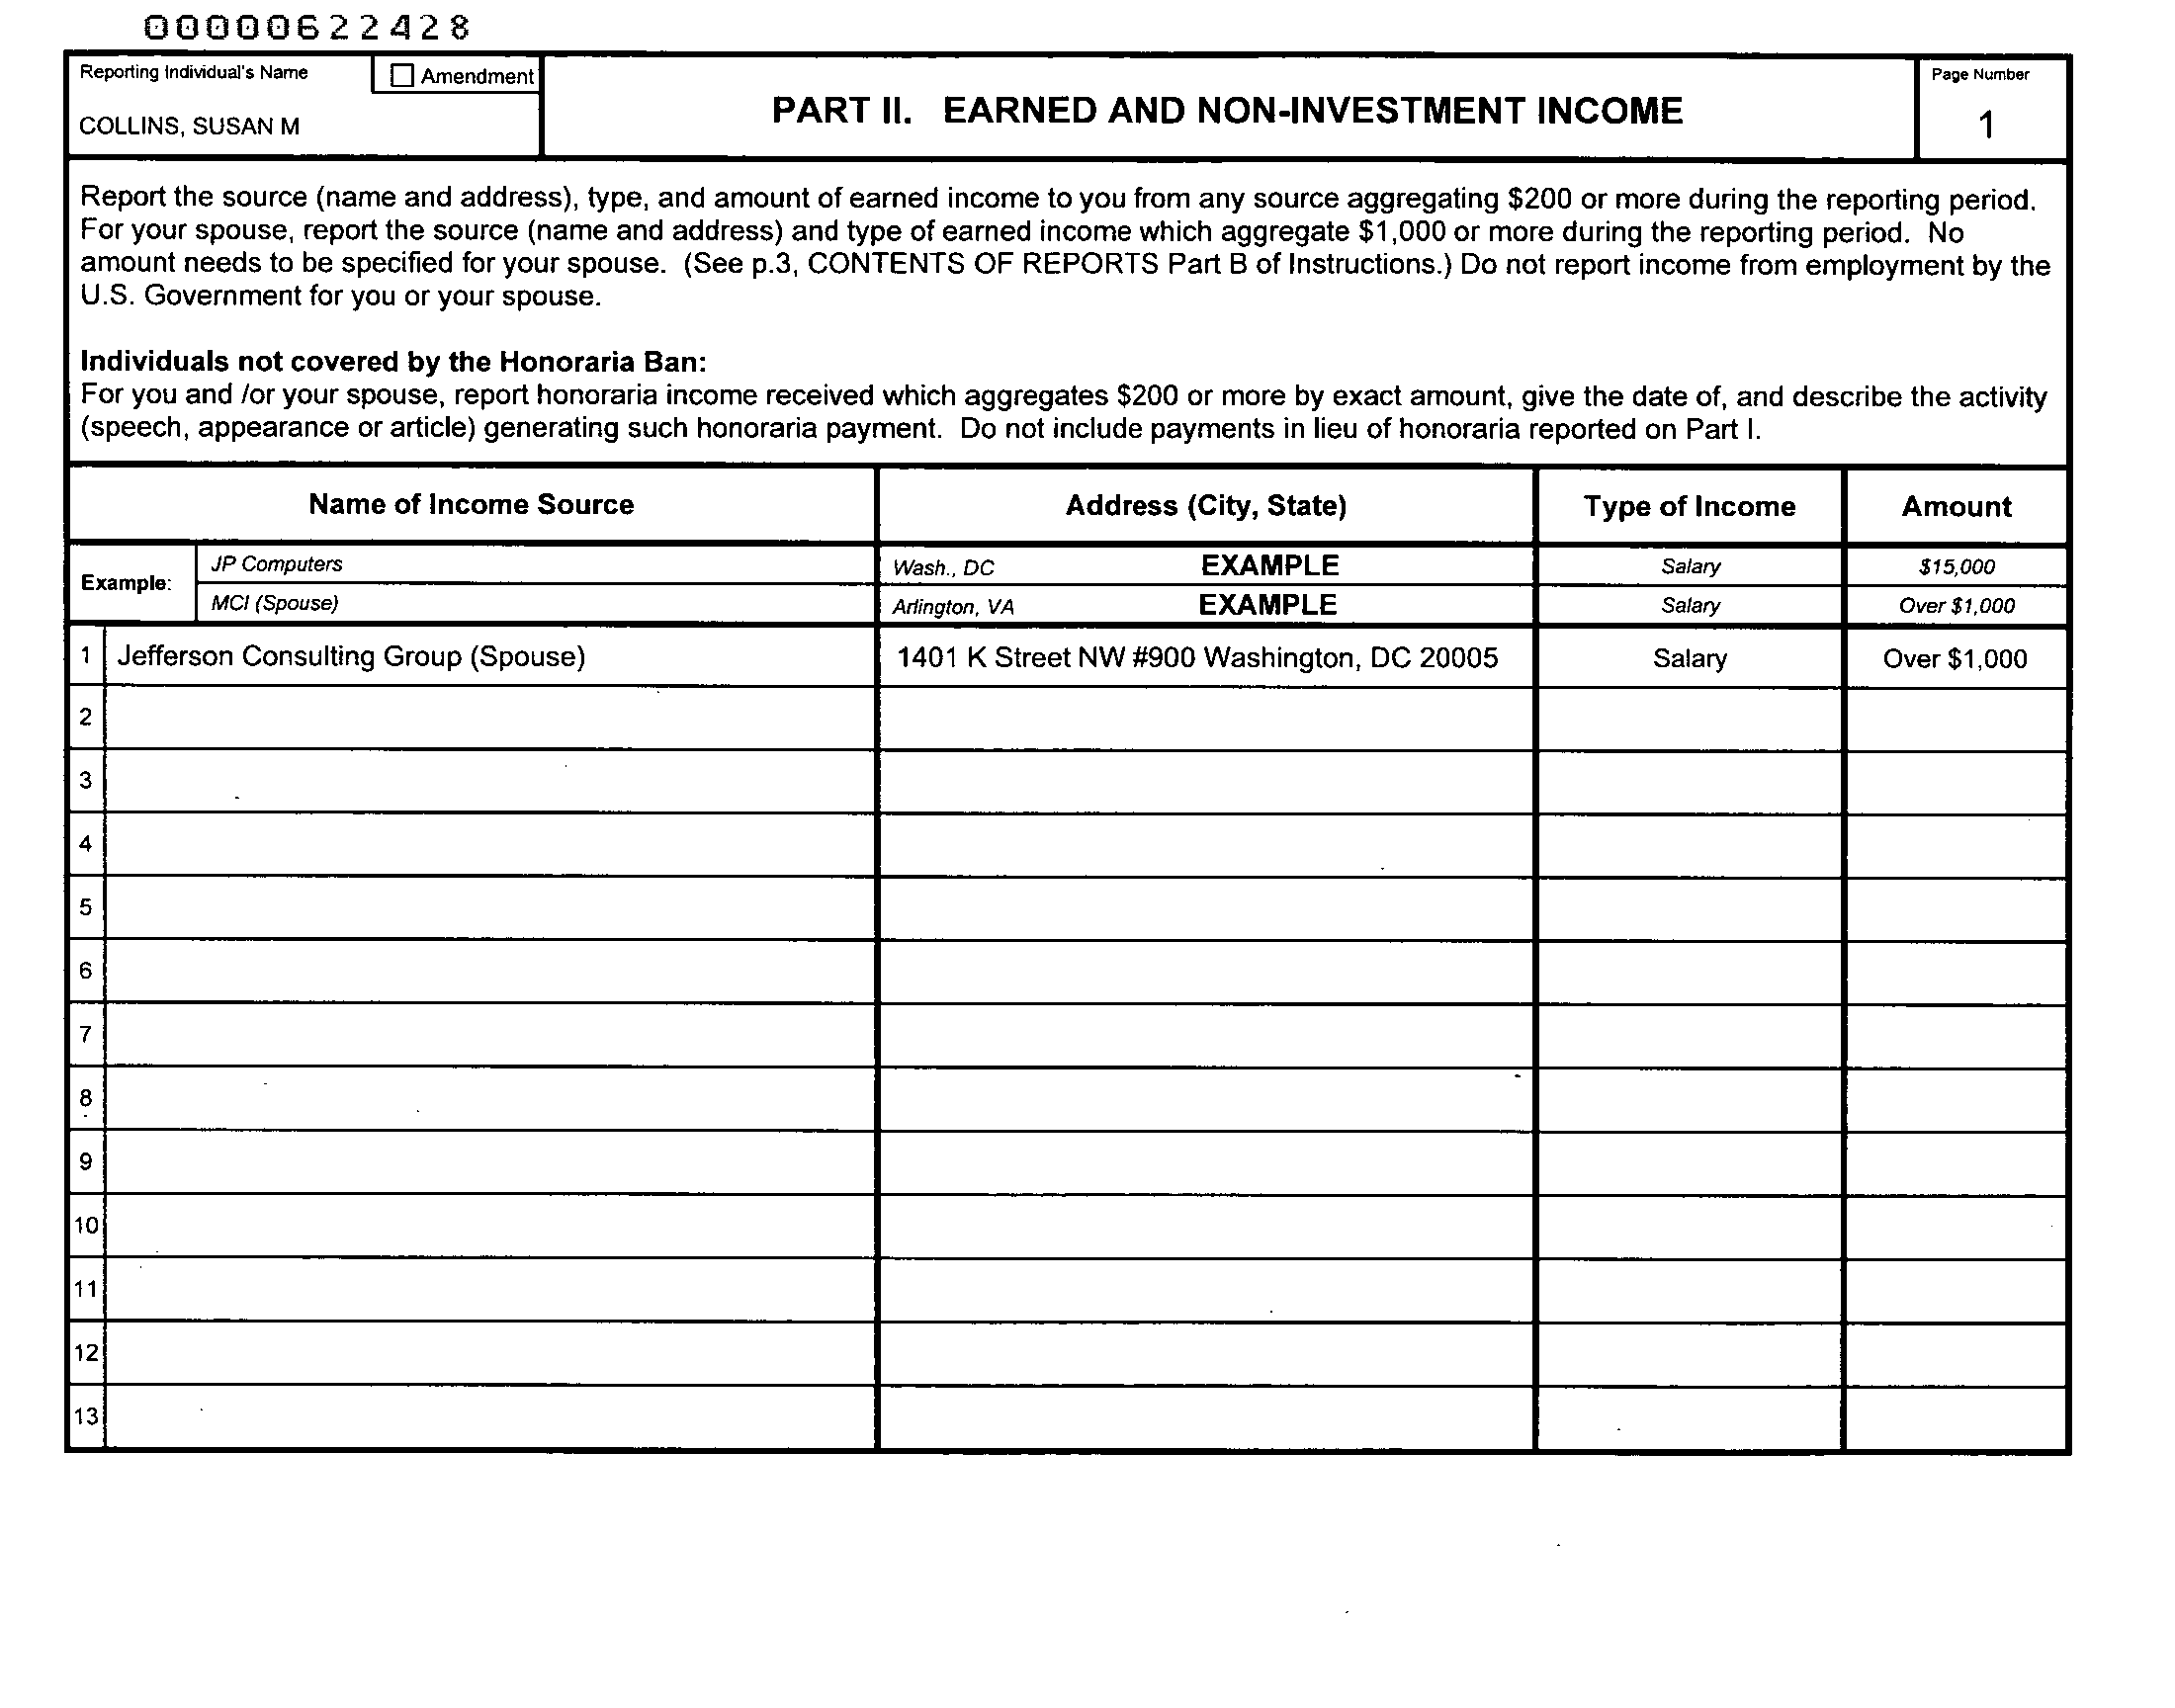 00000622428
Reporting Individual's Name
Amendment
COLLINS, SUSAN M
PART II. EARNED AND NON-INVESTMENT INCOME
Page Number
1
Report the source (name and address), type, and amount of earned income to you from any source aggregating $200 or more during the reporting period.
For your spouse, report the source (name and address) and type of earned income which aggregate $1,000 or more during the reporting period. No
amount needs to be specified for your spouse. (See p.3, CONTENTS OF REPORTS Part B of Instructions.) Do not report income from employment by the
U.S. Government for you or your spouse.
Individuals not covered by the Honoraria Ban:
For you and /or your spouse, report honoraria income received which aggregates $200 or more by exact amount, give the date of, and describe the activity
(speech, appearance or article) generating such honoraria payment. Do not include payments in lieu of honoraria reported on Part I.
Name of Income Source Address (City, State) Type of Income Amount
Example:
JP Computers Wash., DC EXAMPLE Salary $15,000
MCI (Spouse) Arlington, VA EXAMPLE Salary Over $1,000
1 Jefferson Consulting Group (Spouse) 1401 K Street NW #900 Washington, DC 20005 Salary Over $1,000
2
3
4
5
6
7
8
9
10
11
12
13